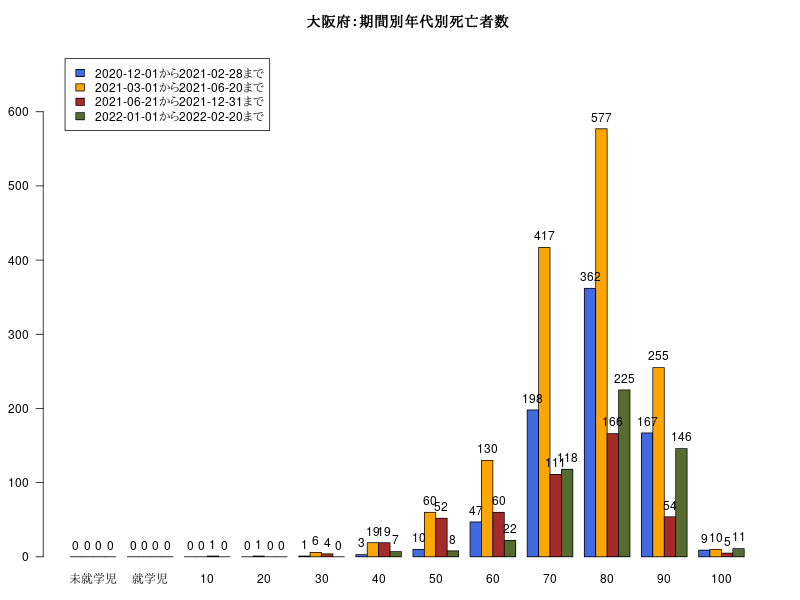 大阪府:期間別年代別死亡者数
2020-12-01から2021-02-28まで
2021-03-01から2021-06-20まで
2021-06-21から2021-12-31まで
2022-01-01から2022-02-20まで
600
500
400
300
200
100
0
0 0 0 0
0 0 0 0
0 0 1 0
0 1 0 0
1 6 4 0
3 19 19 7
10 60 52 8
47 130 60 22
198 417 111 118
362 577 166 225
167 255 54 146
9 10 5 11
未就学児 就学児 10 20 30 40 50 60 70 80 90 100